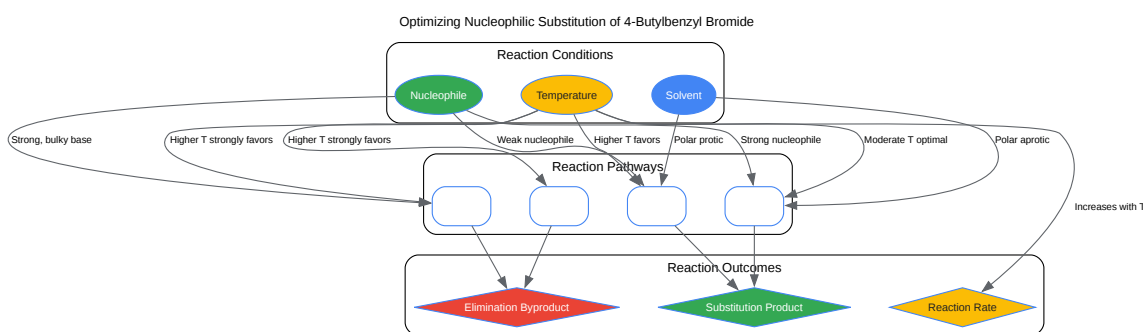 Optimizing Nucleophilic Substitution of 4-Butylbenzyl Bromide
Reaction Conditions
Nucleophile
Temperature
Solvent
Strong, bulky base
Higher T strongly favors
Higher T strongly favors
Weak nucleophile
Higher T favors
Polar protic
Strong nucleophile
Moderate T optimal
Polar aprotic
Reaction Pathways
Increases with T
Reaction Outcomes
Elimination Byproduct
Substitution Product
Reaction Rate